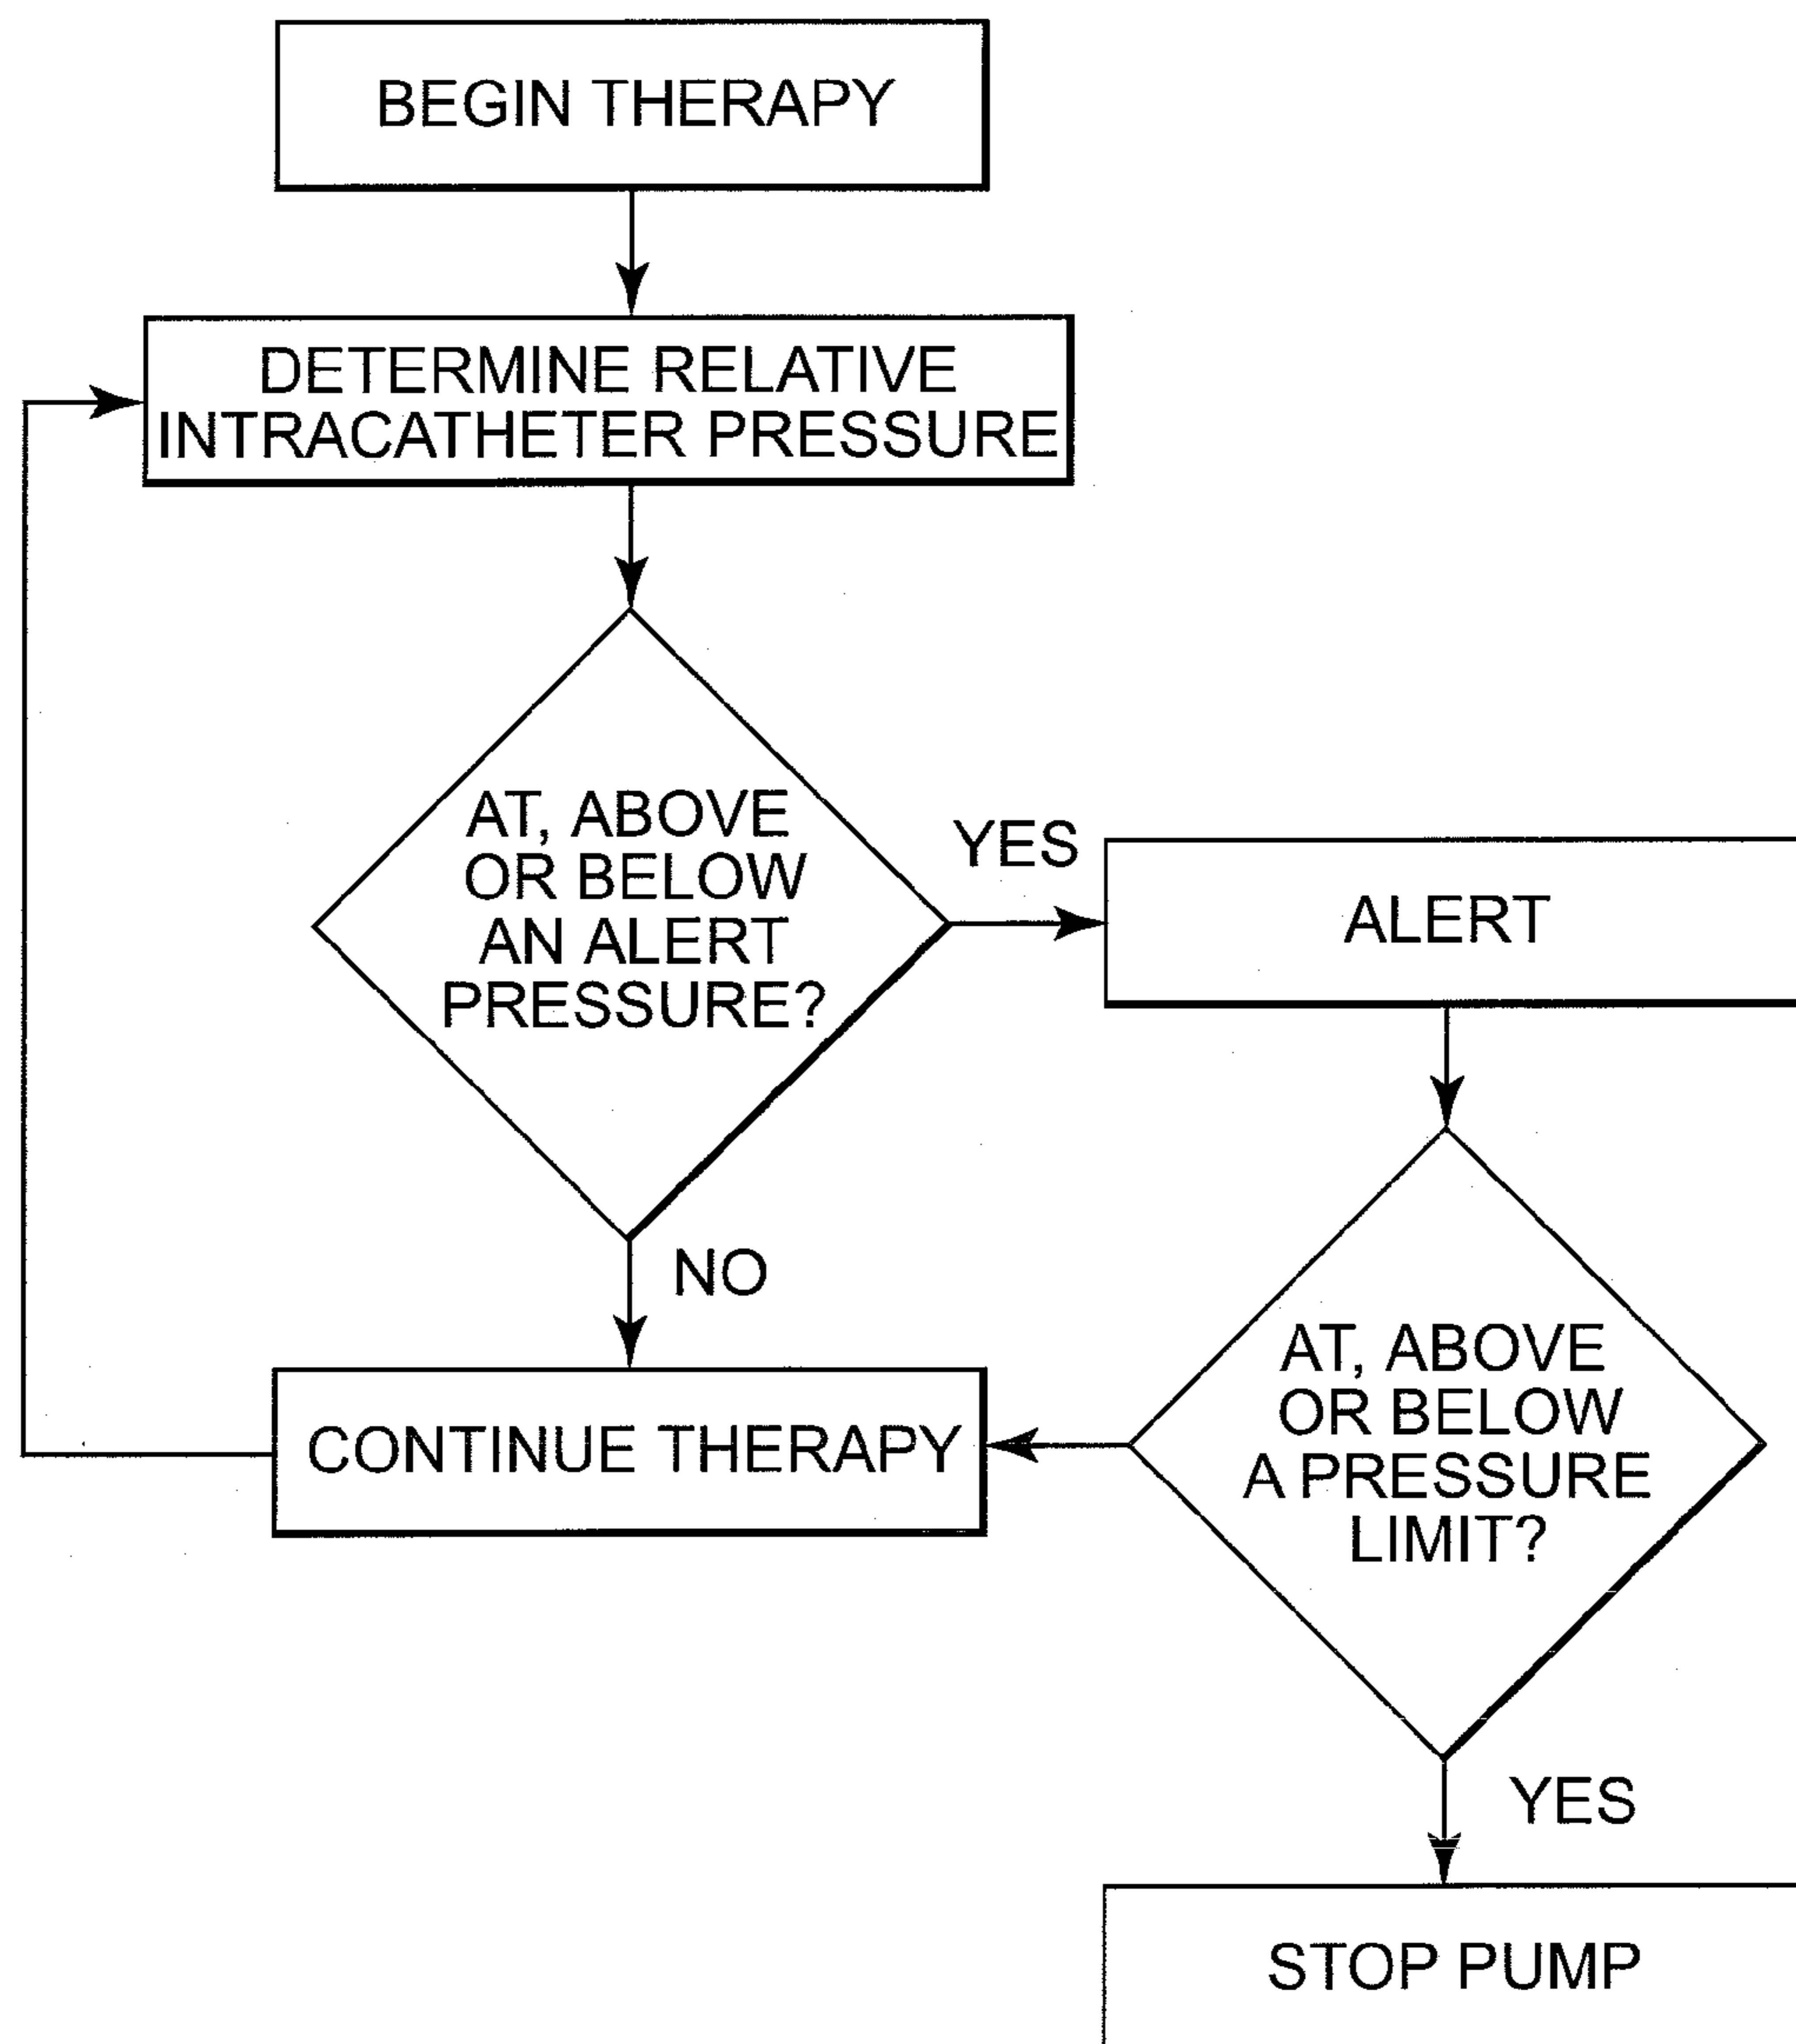 BEGIN THERAPY
DETERMINE RELATIVE
INTRACATHETER PRESSURE
AT, ABOVE
OR BELOW
AN ALERT
PRESSURE?
YES
ALERT
NO
CONTINUE THERAPY
AT, ABOVE
OR BELOW
A PRESSURE
LIMIT?
YES
STOP PUMP